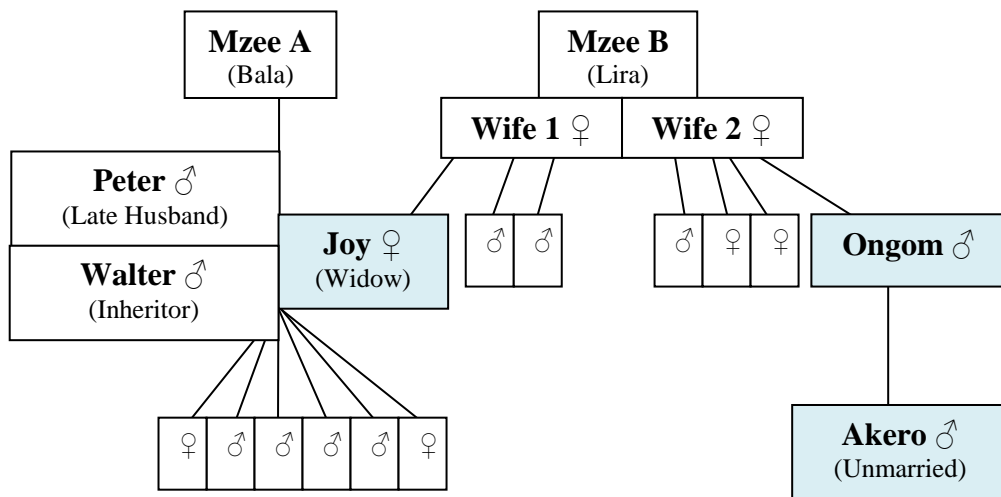 Mzee A
(Bala)
Mzee B
(Lira)
Wife 1 ♀
Wife 2 ♀
Peter ♂
(Late Husband)
Joy ♀
(Widow)
♂ ♂
♂ ♀ ♀
Ongom ♂
Walter ♂
(Inheritor)
♀ ♂ ♂ ♂ ♂ ♀
Akero ♂
(Unmarried)